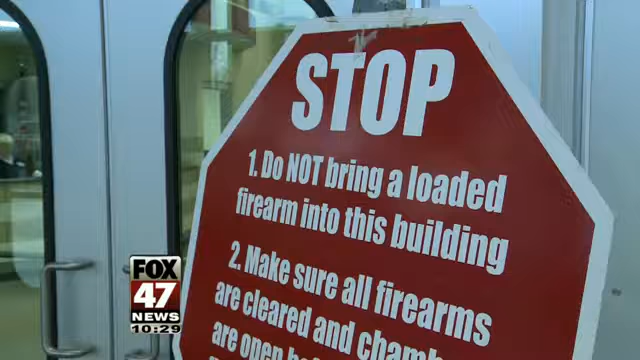 STOP
1. Do NOT bring a loaded
firearm into this building
2. Make sure all firearms
are cleared and
are open
FOX
47
NEWS
10:29